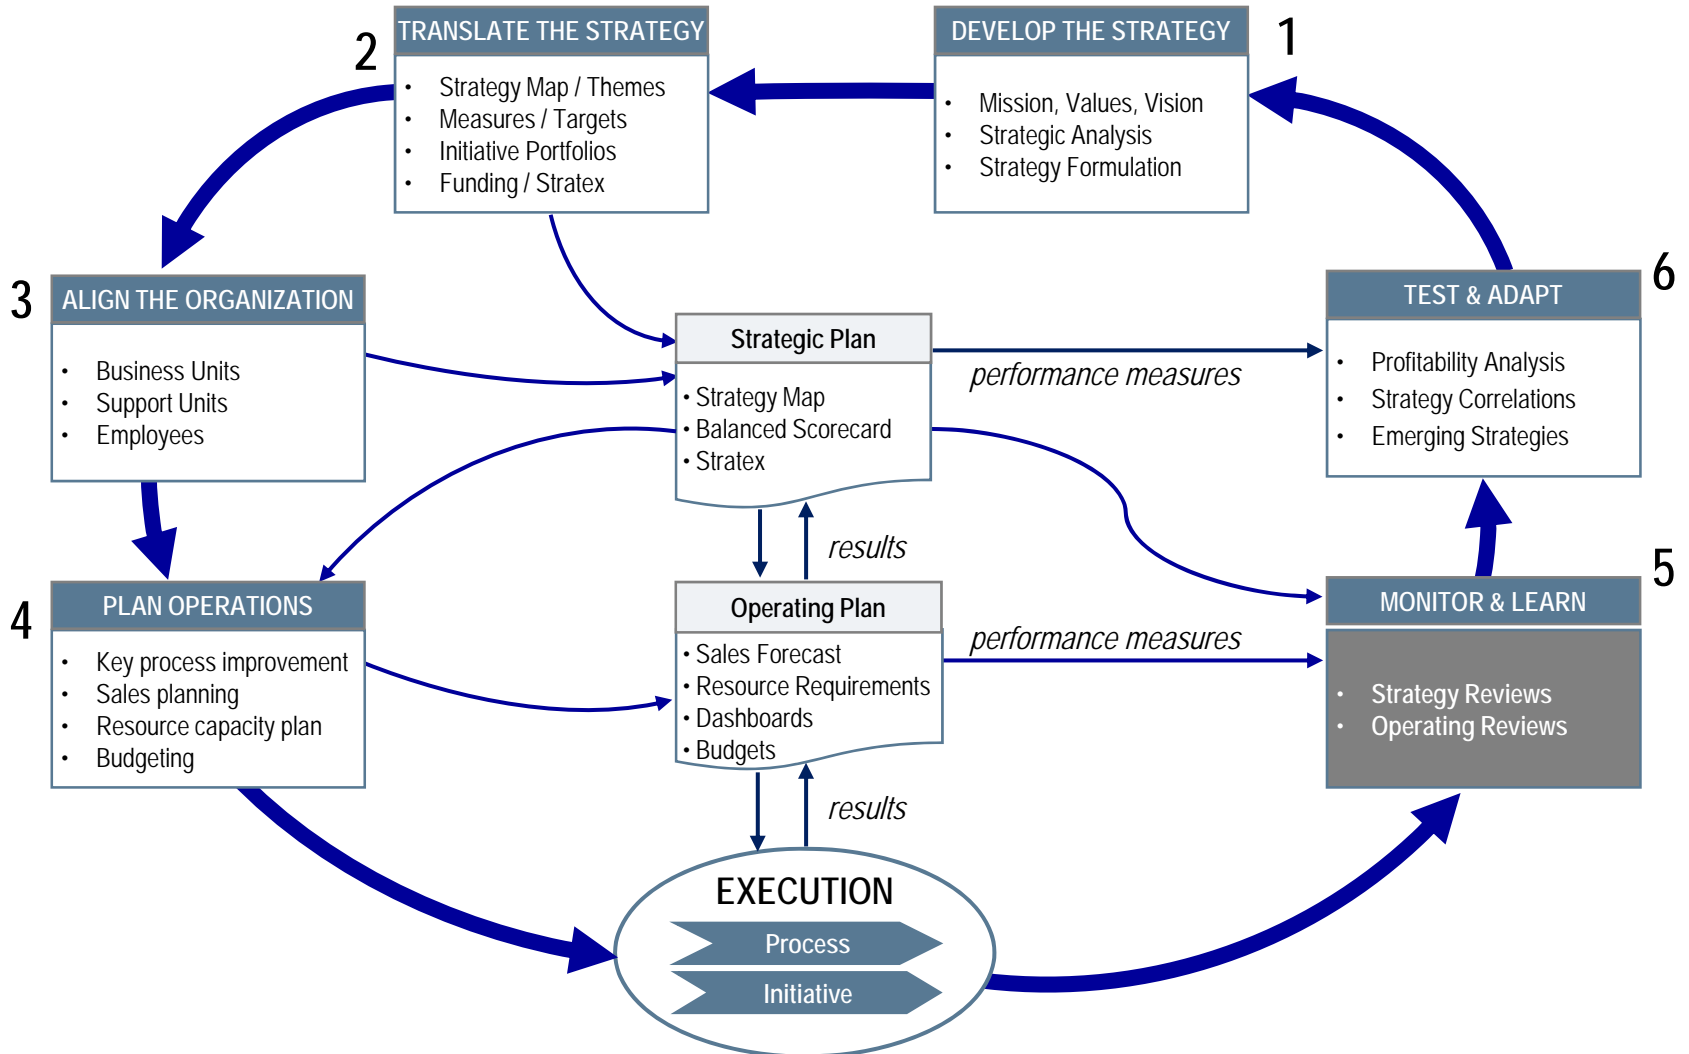 2
TRANSLATE THE STRATEGY
• Strategy Map / Themes
• Measures / Targets
• Initiative Portfolios
• Funding / Stratex
DEVELOP THE STRATEGY
1
• Mission, Values, Vision
• Strategic Analysis
• Strategy Formulation
3
ALIGN THE ORGANIZATION
• Business Units
• Support Units
• Employees
Strategic Plan
• Strategy Map
• Balanced Scorecard
• Stratex
performance measures
6
TEST & ADAPT
• Profitability Analysis
• Strategy Correlations
• Emerging Strategies
results
4
PLAN OPERATIONS
• Key process improvement
• Sales planning
• Resource capacity plan
• Budgeting
Operating Plan
• Sales Forecast
• Resource Requirements
• Dashboards
• Budgets
performance measures
5
MONITOR & LEARN
• Strategy Reviews
• Operating Reviews
results
EXECUTION
Process
Initiative